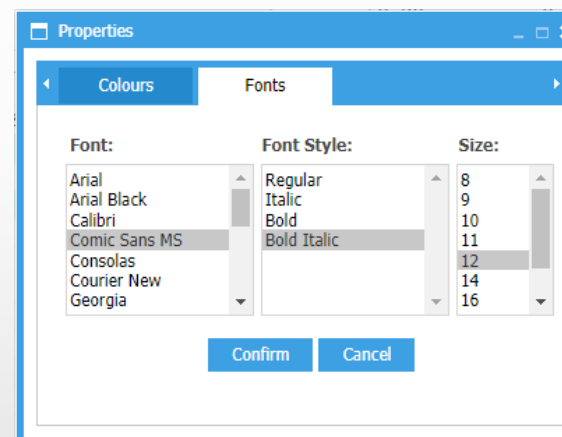 Properties
Colours
Fonts
Font:
Font Style:
Size:
Arial
Arial Black
Calibri
Comic Sans MS
Consolas
Courier New
Georgia
Regular
Italic
Bold
Bold Italic
8
9
10
11
12
14
16
Confirm
Cancel